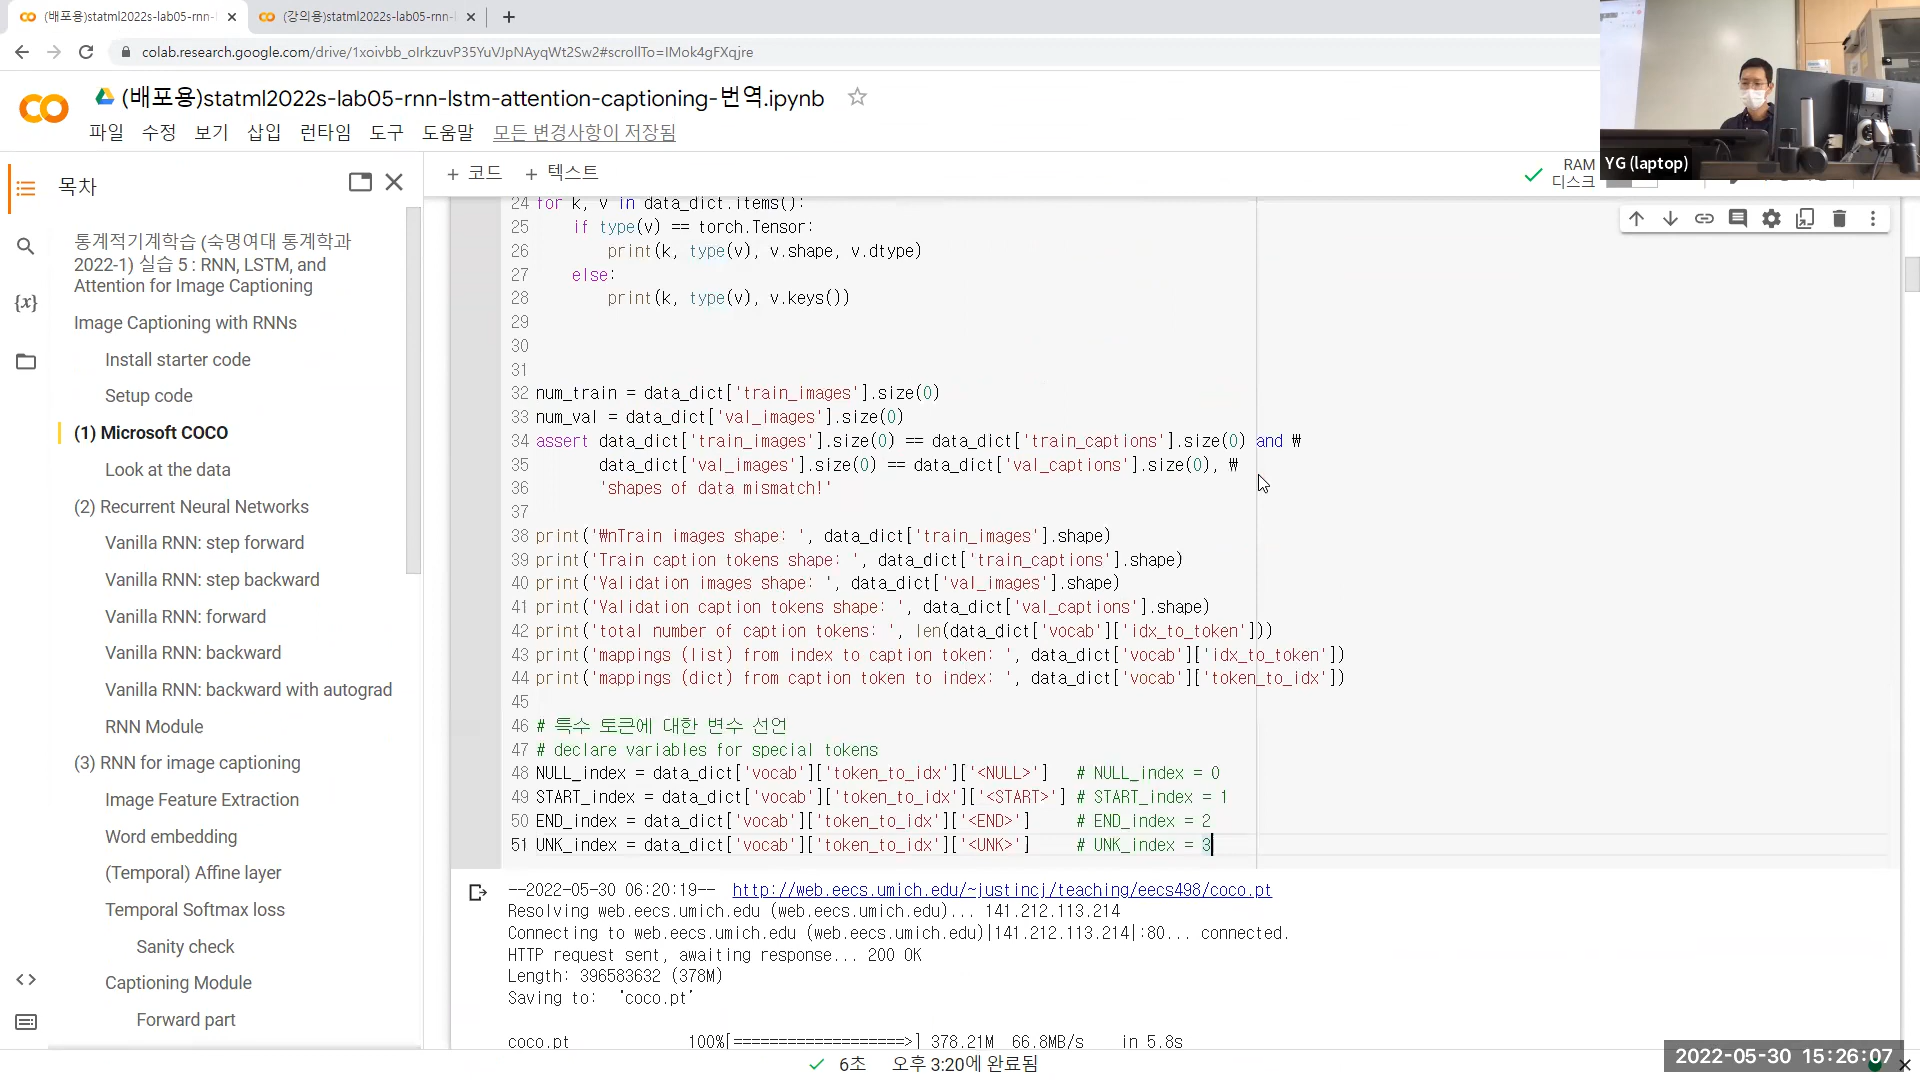 (배포용)statml2022s-lab05-rnn-
(강의용)statml2022s-lab05-rnn-l
colab.research.google.com/drive/1xoivbb_oIrkzuvP35YuVJpNAyqWt2Sw2#scrollTo=IMok4gFXqjre
(배포용)statml2022s-lab05-rnn-lstm-attention-captioning-번역.ipynb
파일 수정 보기 삽입 런타임 도구 도움말 모든 변경사항이 저장됨
YG (laptop)
목차
+ 코드 + 텍스트
RAM
디스크
통계적기계학습 (숙명여대 통계학과
2022-1) 실습 5 : RNN, LSTM, and
Attention for Image Captioning
Image Captioning with RNNs
Install starter code
Setup code
(1) Microsoft COCO
Look at the data
(2) Recurrent Neural Networks
Vanilla RNN: step forward
Vanilla RNN: step backward
Vanilla RNN: forward
Vanilla RNN: backward
Vanilla RNN: backward with autograd
RNN Module
(3) RNN for image captioning
Image Feature Extraction
Word embedding
(Temporal) Affine layer
Temporal Softmax loss
Sanity check
Captioning Module
Forward part
24 for k, v in data_dict.items():
25 if type(v) == torch.Tensor:
26 print(k, type(v), v.shape, v.dtype)
27 else:
28 print(k, type(v), v.keys())
29
30
31
32 num_train = data_dict['train_images'].size(0)
33 num_val = data_dict['val_images'].size(0)
34 assert data_dict['train_images'].size(0) == data_dict['train_captions'].size(0) and ₩
35 data_dict['val_images'].size(0) == data_dict['val_captions'].size(0), ₩
36 'shapes of data mismatch!'
37
38 print('₩nTrain images shape: ', data_dict['train_images'].shape)
39 print('Train caption tokens shape: ', data_dict['train_captions'].shape)
40 print('Validation images shape: ', data_dict['val_images'].shape)
41 print('Validation caption tokens shape: ', data_dict['val_captions'].shape)
42 print('total number of caption tokens: ', len(data_dict['vocab']['idx_to_token']))
43 print('mappings (list) from index to caption token: ', data_dict['vocab']['idx_to_token'])
44 print('mappings (dict) from caption token to index: ', data_dict['vocab']['token_to_idx'])
45
46 # 특수 토큰에 대한 변수 선언
47 # declare variables for special tokens
48 NULL_index = data_dict['vocab']['token_to_idx']['<NULL>'] # NULL_index = 0
49 START_index = data_dict['vocab']['token_to_idx']['<START>'] # START_index = 1
50 END_index = data_dict['vocab']['token_to_idx']['<END>'] # END_index = 2
51 UNK_index = data_dict['vocab']['token_to_idx']['<UNK>'] # UNK_index = 3
--2022-05-30 06:20:19-- http://web.eecs.umich.edu/~justincj/teaching/eecs498/coco.pt
Resolving web.eecs.umich.edu (web.eecs.umich.edu)... 141.212.113.214
Connecting to web.eecs.umich.edu (web.eecs.umich.edu)|141.212.113.214|:80... connected.
HTTP request sent, awaiting response... 200 OK
Length: 396583632 (378M)
Saving to: 'coco.pt'
coco.pt 100%[===================>] 378.21M 66.8MB/s in 5.8s
6초 오후 3:20에 완료됨
2022-05-30 15:26:07